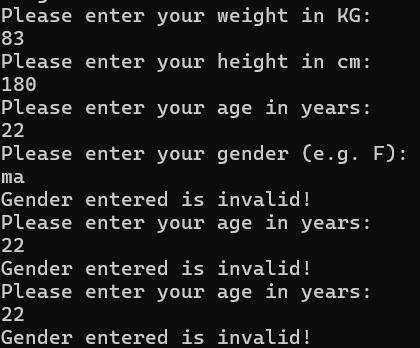 Please enter your weight in KG:
83
Please enter your height in cm:
180
Please enter your age in years:
22
Please enter your gender (e.g. F):
ma
Gender entered is invalid!
Please enter your age in years:
22
Gender entered is invalid!
Please enter your age in years:
22
Gender entered is invalid!